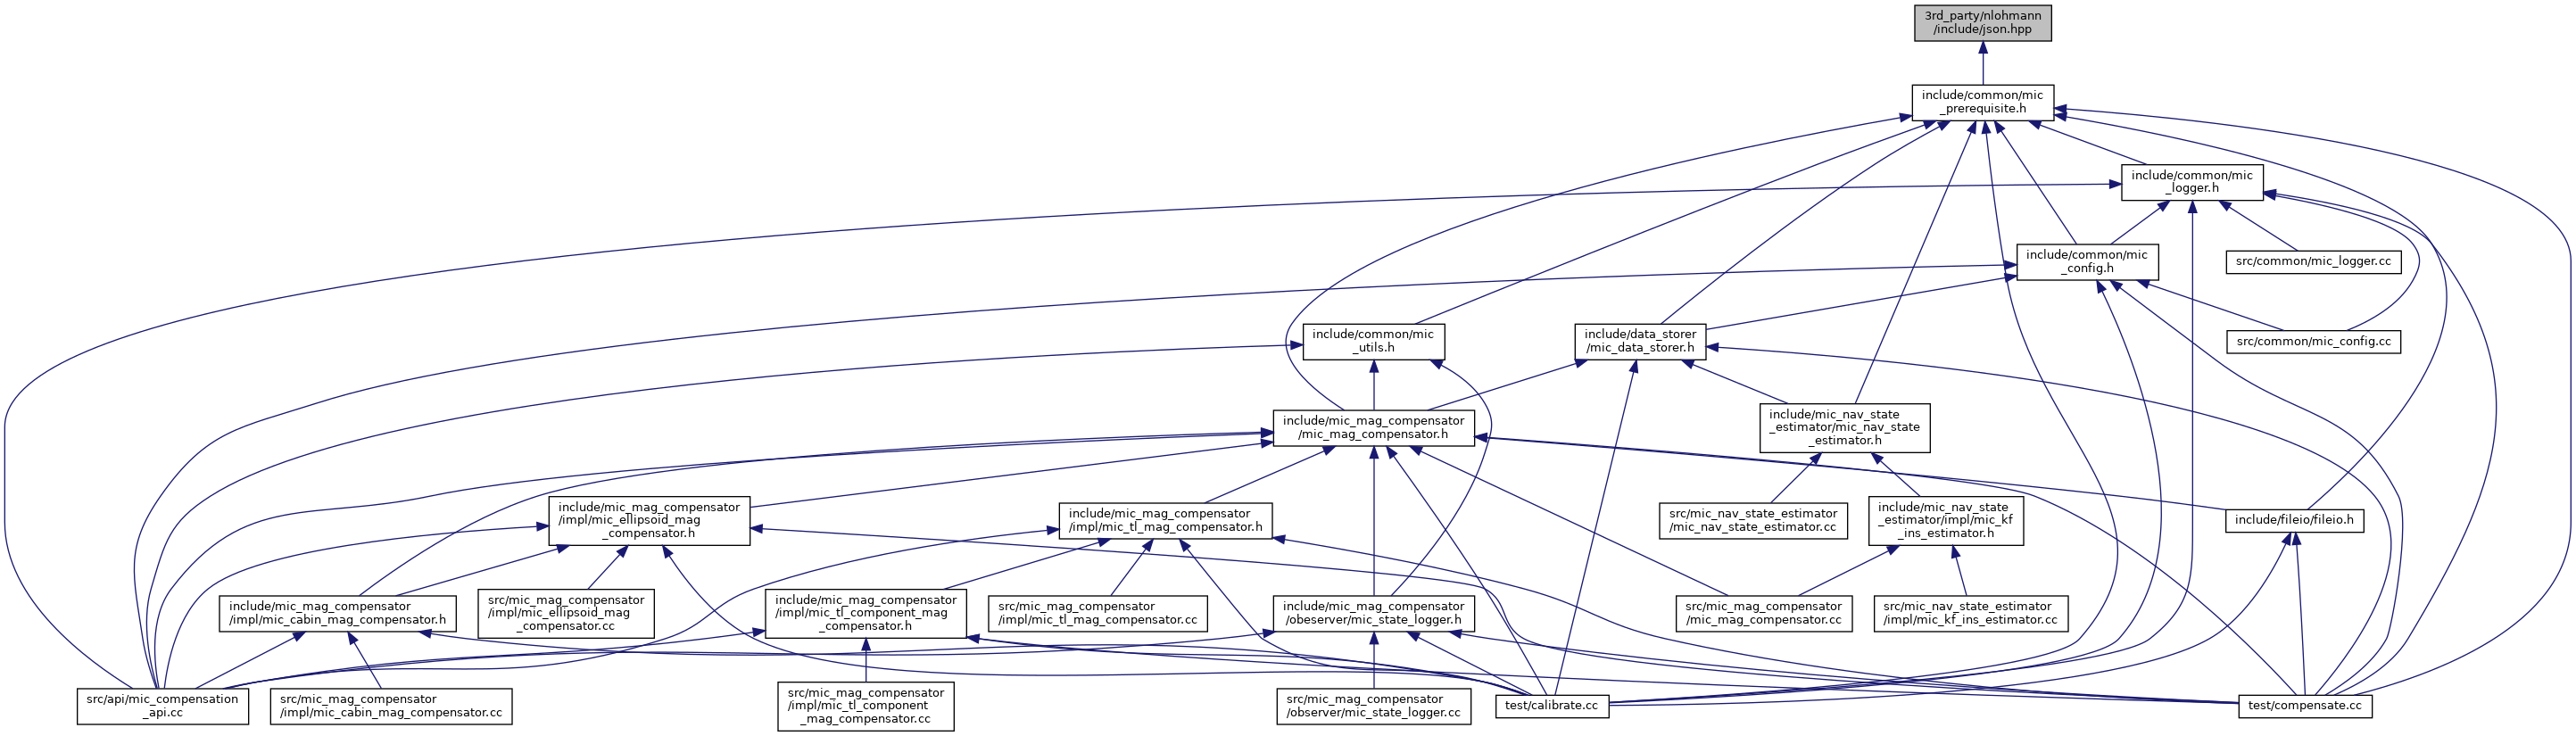 3rd_party/nlohmann
/include/json.hpp
include/common/mic
_prerequisite.h
include/common/mic
_logger.h
include/common/mic
_config.h
src/common/mic_logger.cc
include/common/mic
_utils.h
include/data_storer
/mic_data_storer.h
src/common/mic_config.cc
include/mic_mag_compensator
/mic_mag_compensator.h
include/mic_nav_state
_estimator/mic_nav_state
_estimator.h
include/mic_mag_compensator
/impl/mic_ellipsoid_mag
_compensator.h
include/mic_mag_compensator
/impl/mic_tl_mag_compensator.h
src/mic_nav_state_estimator
/mic_nav_state_estimator.cc
include/mic_nav_state
_estimator/impl/mic_kf
_ins_estimator.h
include/fileio/fileio.h
include/mic_mag_compensator
/impl/mic_cabin_mag_compensator.h
src/mic_mag_compensator
/impl/mic_ellipsoid_mag
_compensator.cc
include/mic_mag_compensator
/impl/mic_tl_component_mag
_compensator.h
src/mic_mag_compensator
/impl/mic_tl_mag_compensator.cc
include/mic_mag_compensator
/obeserver/mic_state_logger.h
src/mic_mag_compensator
/mic_mag_compensator.cc
src/mic_nav_state_estimator
/impl/mic_kf_ins_estimator.cc
src/api/mic_compensation
_api.cc
src/mic_mag_compensator
/impl/mic_cabin_mag_compensator.cc
src/mic_mag_compensator
/impl/mic_tl_component
_mag_compensator.cc
src/mic_mag_compensator
/observer/mic_state_logger.cc
test/calibrate.cc
test/compensate.cc